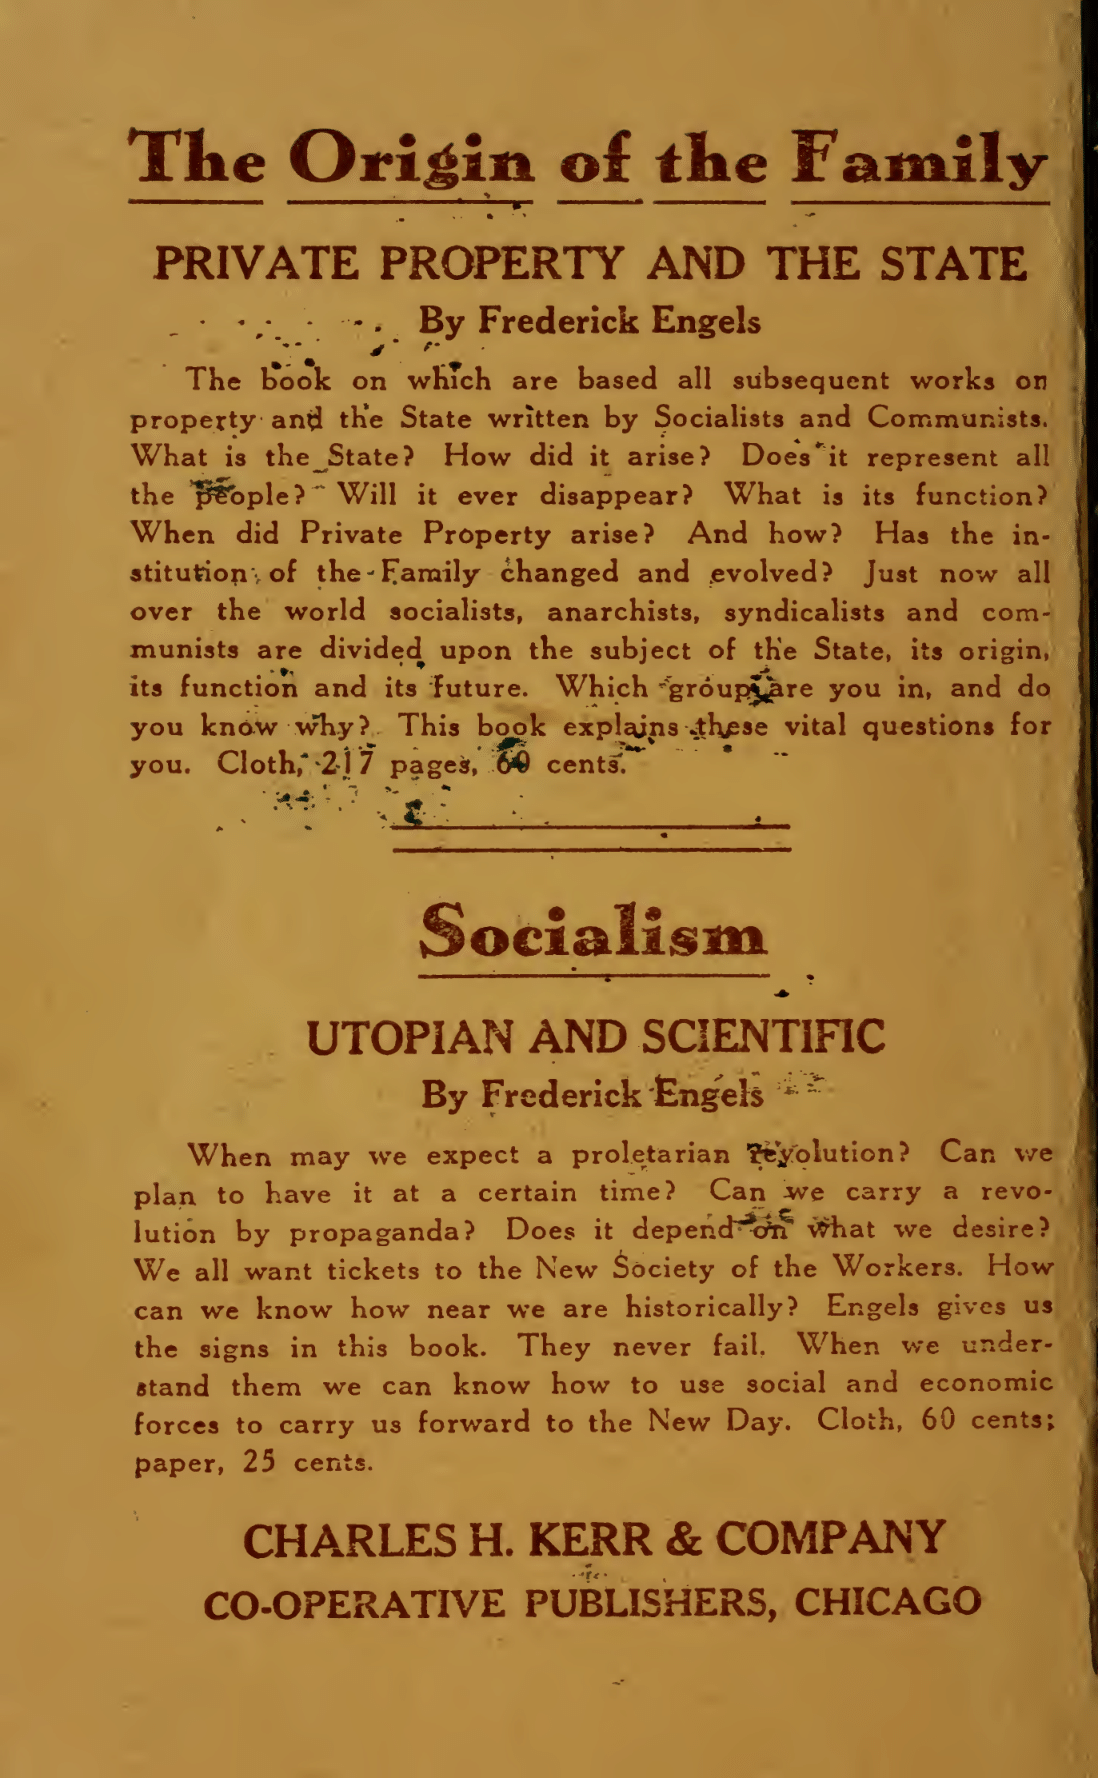 The Origin of the Family
PRIVATE PROPERTY AND THE STATE
By Frederick Engels
The book on which are based all subsequent works on
property and the State written by Socialists and Communists.
What is the State? How did it arise? Does it represent all
the people? Will it ever disappear? What is its function?
When did Private Property arise? And how? Has the in-
stitution of the Family changed and evolved? Just now all
over the world socialists, anarchists, syndicalists and com-
munists are divided upon the subject of the State, its origin,
its function and its future. Which group are you in, and do
you know why? This book explains these vital questions for
you. Cloth, 217 pages, 60 cents.
Socialism
UTOPIAN AND SCIENTIFIC
By Frederick Engels
When may we expect a proletarian revolution? Can we
plan to have it at a certain time? Can we carry a revo-
lution by propaganda? Does it depend on what we desire?
We all want tickets to the New Society of the Workers. How
can we know how near we are historically? Engels gives us
the signs in this book. They never fail. When we under-
stand them we can know how to use social and economic
forces to carry us forward to the New Day. Cloth, 60 cents;
paper, 25 cents.
CHARLES H. KERR & COMPANY
CO-OPERATIVE PUBLISHERS, CHICAGO